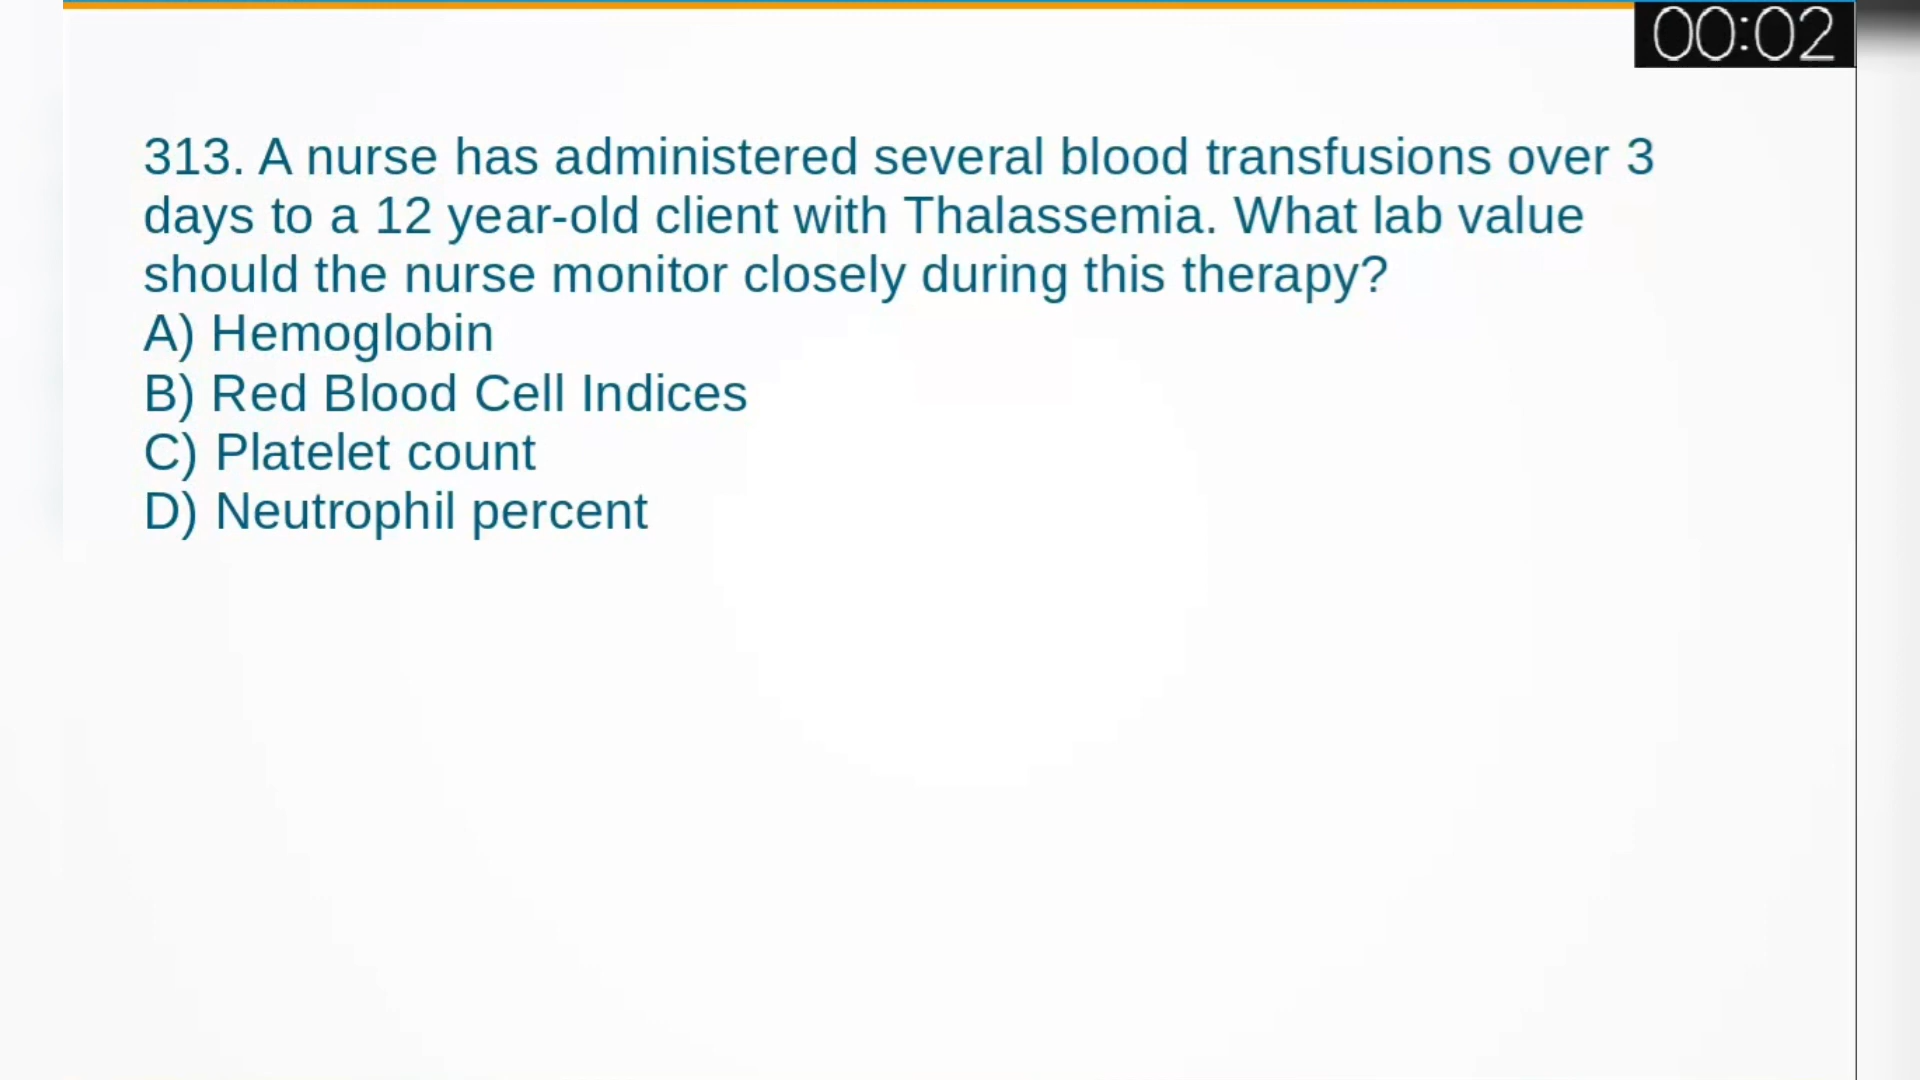 00:02
313. A nurse has administered several blood transfusions over 3
days to a 12 year-old client with Thalassemia. What lab value
should the nurse monitor closely during this therapy?
A) Hemoglobin
B) Red Blood Cell Indices
C) Platelet count
D) Neutrophil percent